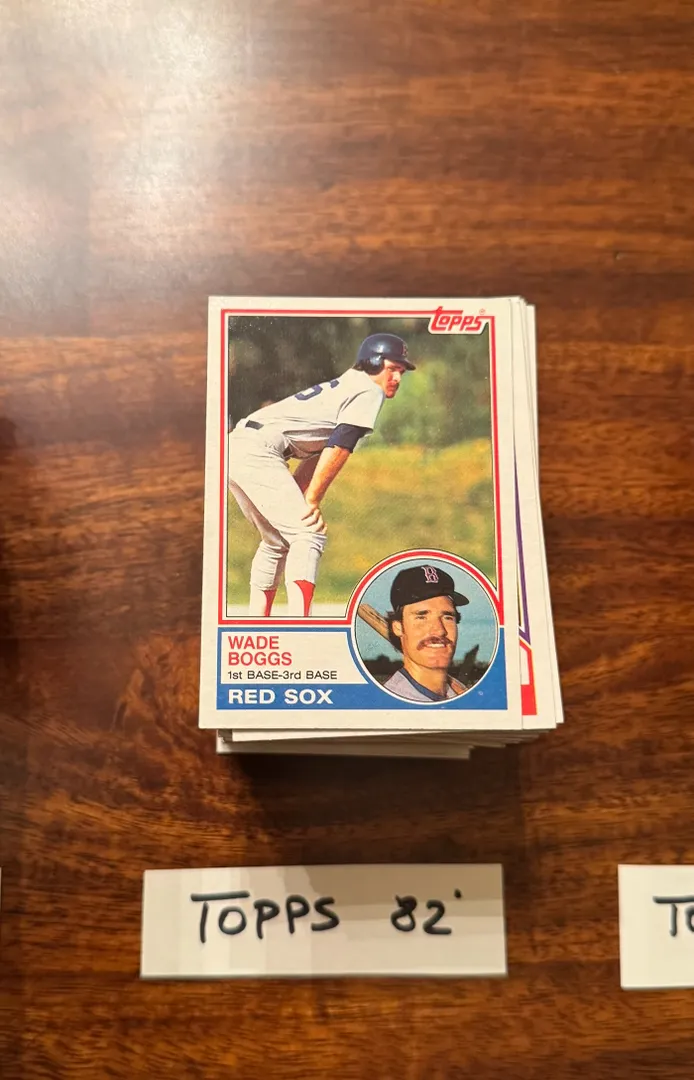 Topps
WADE
BOGGS
1st BASE-3rd BASE
RED SOX
TOPPS 82'